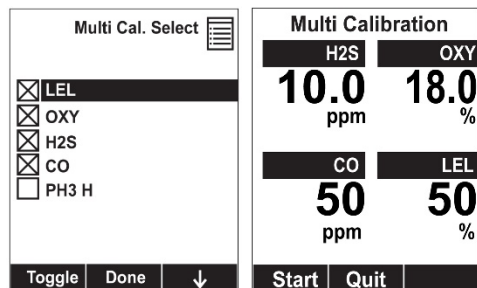 Multi Cal. Select
LEL
OXY
H2S
CO
PH3 H
Toggle Done ↓
Multi Calibration
H2S OXY
10.0 18.0
ppm %
CO LEL
50 50
ppm %
Start Quit